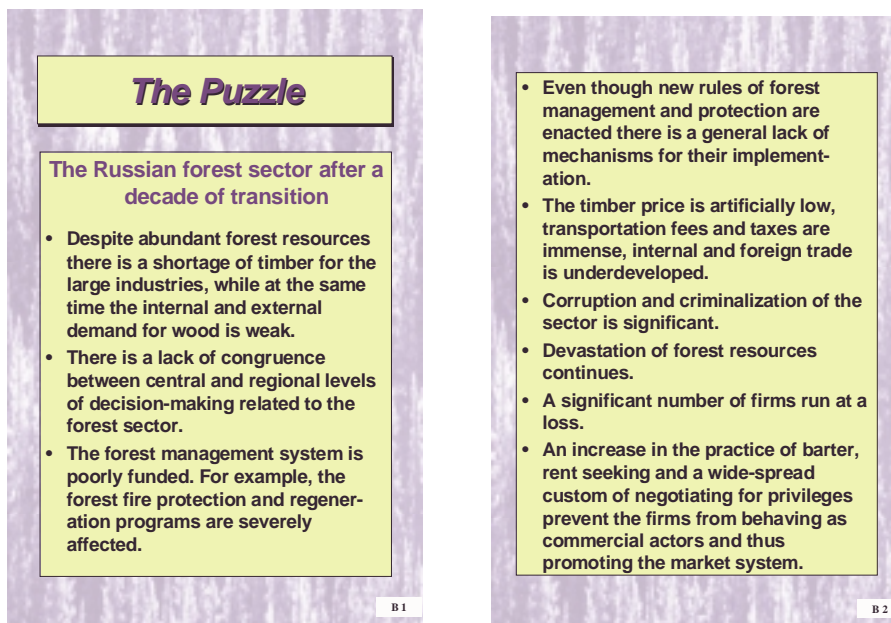 The Puzzle
The Russian forest sector after a
decade of transition
• Despite abundant forest resources
there is a shortage of timber for the
large industries, while at the same
time the internal and external
demand for wood is weak.
• There is a lack of congruence
between central and regional levels
of decision-making related to the
forest sector.
• The forest management system is
poorly funded. For example, the
forest fire protection and regener-
ation programs are severely
affected.
B 1
• Even though new rules of forest
management and protection are
enacted there is a general lack of
mechanisms for their implement-
ation.
• The timber price is artificially low,
transportation fees and taxes are
immense, internal and foreign trade
is underdeveloped.
• Corruption and criminalization of the
sector is significant.
• Devastation of forest resources
continues.
• A significant number of firms run at a
loss.
• An increase in the practice of barter,
rent seeking and a wide-spread
custom of negotiating for privileges
prevent the firms from behaving as
commercial actors and thus
promoting the market system.
B 2